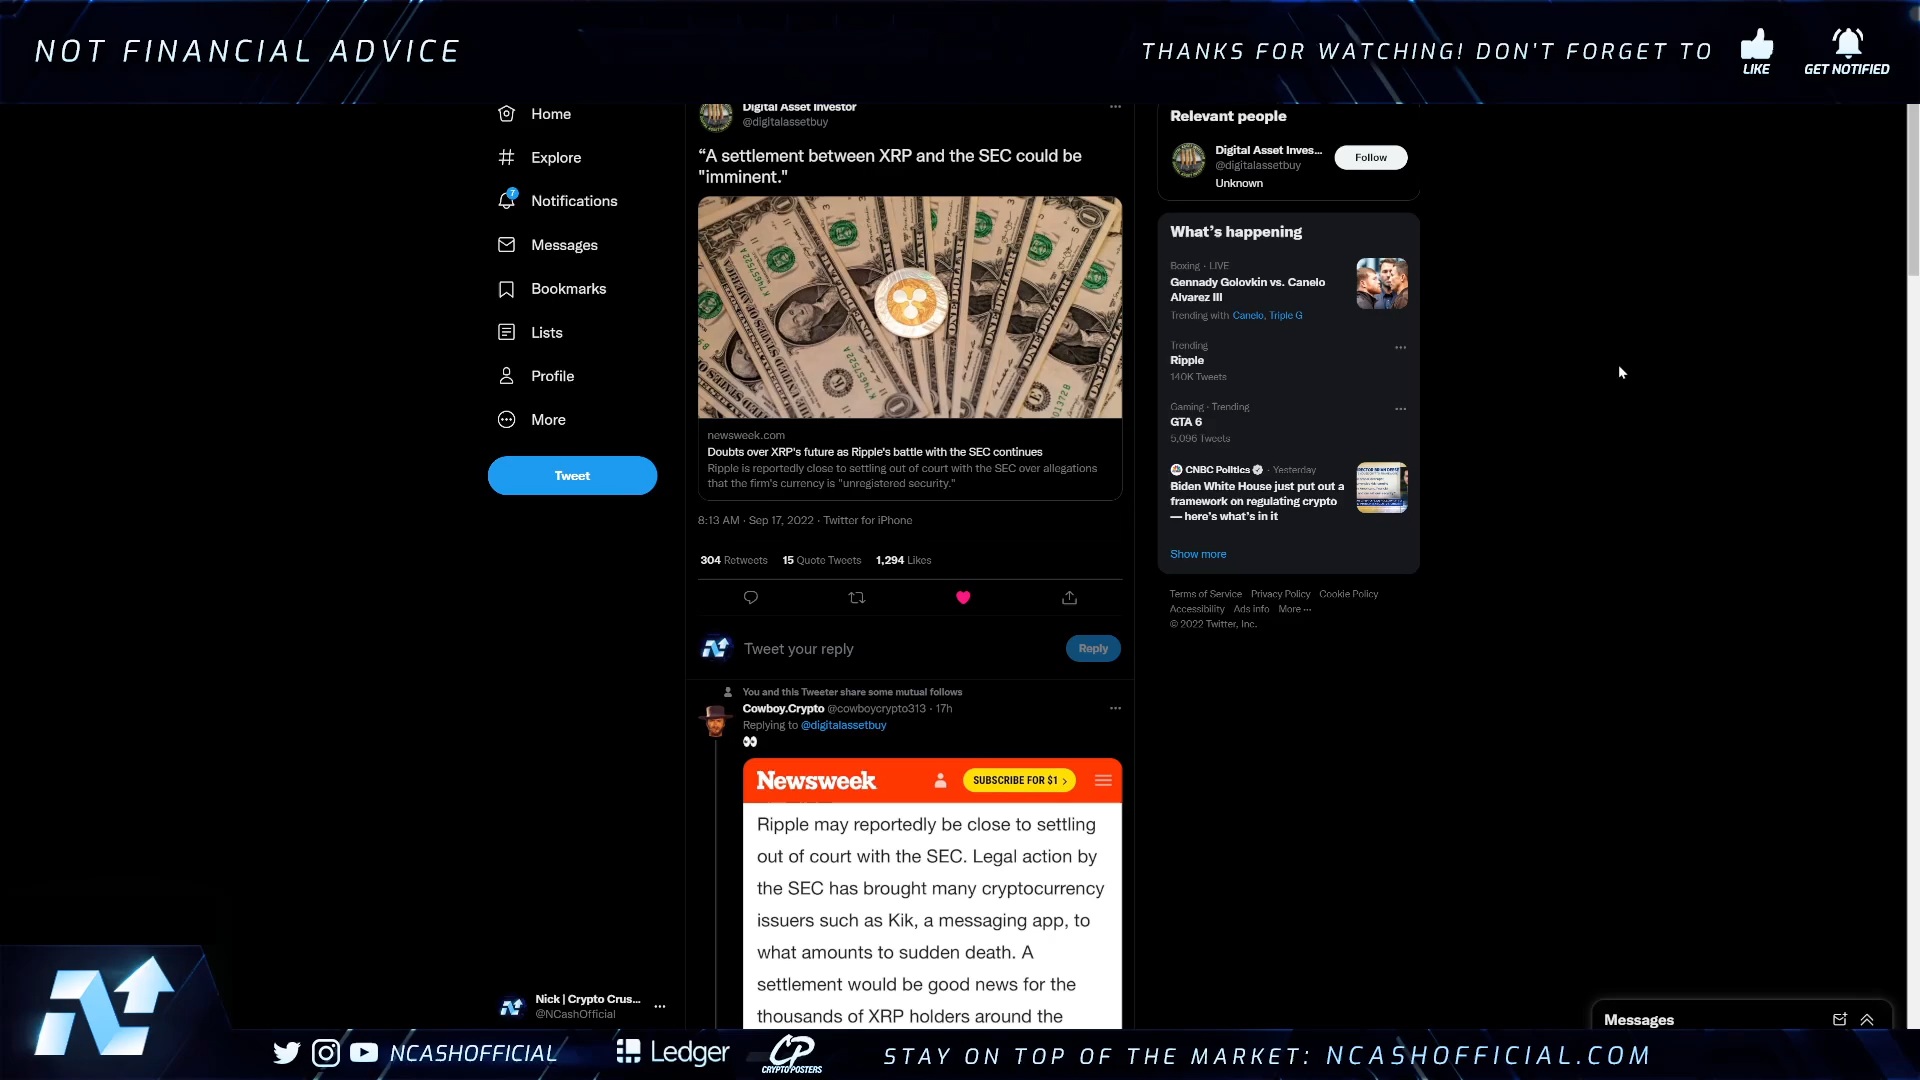 NOT FINANCIAL ADVICE
THANKS FOR WATCHING! DON'T FORGET TO
LIKE
GET NOTIFIED
Home
Explore
7
Notifications
Messages
Bookmarks
Lists
Profile
More
Tweet
Nick | Crypto Crus...
@NCashOfficial
Digital Asset Investor
@digitalassetbuy
“A settlement between XRP and the SEC could be
"imminent."
newsweek.com
Doubts over XRP's future as Ripple's battle with the SEC continues
Ripple is reportedly close to settling out of court with the SEC over allegations
that the firm's currency is "unregistered security."
8:13 AM · Sep 17, 2022 · Twitter for iPhone
304 Retweets 15 Quote Tweets 1,294 Likes
Tweet your reply
Reply
You and this Tweeter share some mutual follows
Cowboy.Crypto @cowboycrypto313 · 17h
Replying to @digitalassetbuy
Newsweek
SUBSCRIBE FOR $1 >
Ripple may reportedly be close to settling
out of court with the SEC. Legal action by
the SEC has brought many cryptocurrency
issuers such as Kik, a messaging app, to
what amounts to sudden death. A
settlement would be good news for the
thousands of XRP holders around the
Relevant people
Digital Asset Inves...
@digitalassetbuy
Follow
Unknown
What's happening
Boxing · LIVE
Gennady Golovkin vs. Canelo
Alvarez III
Trending with Canelo, Triple G
Trending
Ripple
140K Tweets
Gaming · Trending
GTA 6
5,096 Tweets
CNBC Politics · Yesterday
Biden White House just put out a
framework on regulating crypto
— here's what's in it
Show more
Terms of Service Privacy Policy Cookie Policy
Accessibility Ads info More ···
© 2022 Twitter, Inc.
Messages
NCASHOFFICIAL
Ledger
CP
CRYPTO POSTERS
STAY ON TOP OF THE MARKET: NCASHOFFICIAL.COM